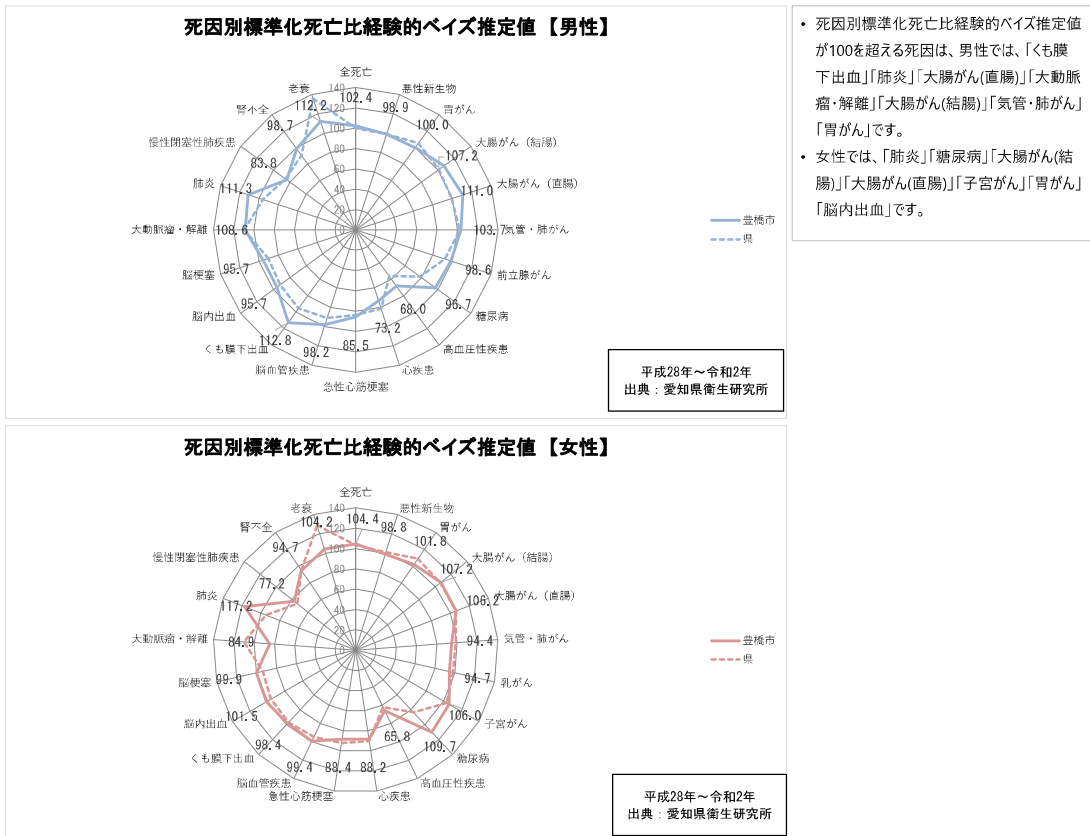 死因別標準化死亡比経験的ベイズ推定値 【男性】
全死亡
悪性新生物
胃がん
大腸がん（結腸）
大腸がん（直腸）
気管・肺がん
前立腺がん
糖尿病
高血圧性疾患
心疾患
急性心筋梗塞
脳血管疾患
くも膜下出血
脳内出血
脳梗塞
大動脈瘤・解離
肺炎
慢性閉塞性肺疾患
腎不全
老衰
140
120
100
80
60
40
20
0
102.4
98.9
100.0
107.2
111.0
103.7
98.6
96.7
68.0
73.2
85.5
98.2
112.8
95.7
95.7
108.6
111.3
83.8
98.7
112.2
豊橋市
県
平成28年～令和2年
出典：愛知県衛生研究所
・ 死因別標準化死亡比経験的ベイズ推定値
が100を超える死因は、男性では、「くも膜
下出血」「肺炎」「大腸がん(直腸)」「大動脈
瘤・解離」「大腸がん(結腸)」「気管・肺がん」
「胃がん」です。
・ 女性では、「肺炎」「糖尿病」「大腸がん(結
腸)」「大腸がん(直腸)」「子宮がん」「胃がん」
「脳内出血」です。
死因別標準化死亡比経験的ベイズ推定値 【女性】
全死亡
悪性新生物
胃がん
大腸がん（結腸）
大腸がん（直腸）
気管・肺がん
乳がん
子宮がん
糖尿病
高血圧性疾患
心疾患
急性心筋梗塞
脳血管疾患
くも膜下出血
脳内出血
脳梗塞
大動脈瘤・解離
肺炎
慢性閉塞性肺疾患
腎不全
老衰
140
120
100
80
60
40
20
0
104.4
98.8
101.8
107.2
106.2
94.4
94.7
106.0
109.7
65.8
88.2
88.4
99.4
98.4
101.5
99.9
84.9
117.2
77.2
94.7
104.2
豊橋市
県
平成28年～令和2年
出典：愛知県衛生研究所